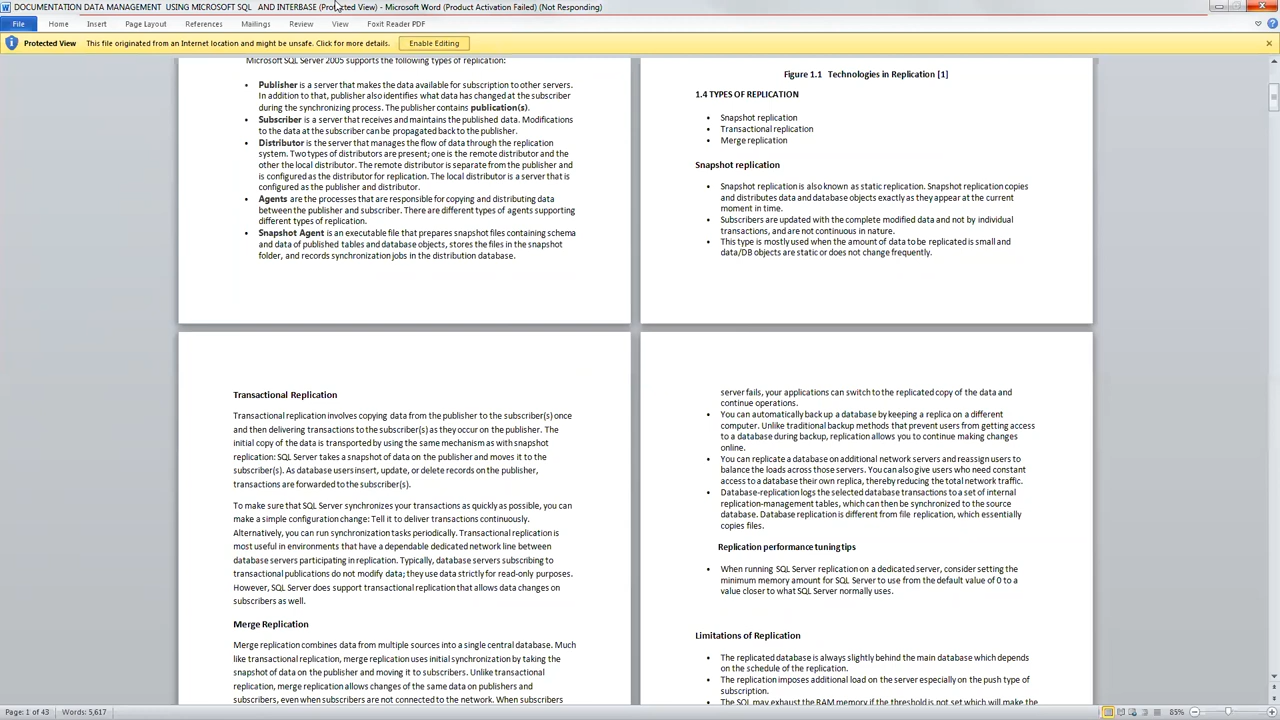 DOCUMENTATION DATA MANAGEMENT USING MICROSOFT SQL AND INTERBASE (Protected View) - Microsoft Word (Product Activation Failed) (Not Responding)
File Home Insert Page Layout References Mailings Review View Foxit Reader PDF
Protected View This file originated from an Internet location and might be unsafe. Click for more details. Enable Editing
Microsoft SQL Server 2005 supports the following types of replication:
• Publisher is a server that makes the data available for subscription to other servers.
In addition to that, publisher also identifies what data has changed at the subscriber
during the synchronizing process. The publisher contains publication(s).
• Subscriber is a server that receives and maintains the published data. Modifications
to the data at the subscriber can be propagated back to the publisher.
• Distributor is the server that manages the flow of data through the replication
system. Two types of distributors are present; one is the remote distributor and the
other the local distributor. The remote distributor is separate from the publisher and
is configured as the distributor for replication. The local distributor is a server that is
configured as the publisher and distributor.
• Agents are the processes that are responsible for copying and distributing data
between the publisher and subscriber. There are different types of agents supporting
different types of replication.
• Snapshot Agent is an executable file that prepares snapshot files containing schema
and data of published tables and database objects, stores the files in the snapshot
folder, and records synchronization jobs in the distribution database.
Figure 1.1 Technologies in Replication [1]
1.4 TYPES OF REPLICATION
• Snapshot replication
• Transactional replication
• Merge replication
Snapshot replication
• Snapshot replication is also known as static replication. Snapshot replication copies
and distributes data and database objects exactly as they appear at the current
moment in time.
• Subscribers are updated with the complete modified data and not by individual
transactions, and are not continuous in nature.
• This type is mostly used when the amount of data to be replicated is small and
data/DB objects are static or does not change frequently.
Transactional Replication
Transactional replication involves copying data from the publisher to the subscriber(s) once
and then delivering transactions to the subscriber(s) as they occur on the publisher. The
initial copy of the data is transported by using the same mechanism as with snapshot
replication: SQL Server takes a snapshot of data on the publisher and moves it to the
subscriber(s). As database users insert, update, or delete records on the publisher,
transactions are forwarded to the subscriber(s).
To make sure that SQL Server synchronizes your transactions as quickly as possible, you can
make a simple configuration change: Tell it to deliver transactions continuously.
Alternatively, you can run synchronization tasks periodically. Transactional replication is
most useful in environments that have a dependable dedicated network line between
database servers participating in replication. Typically, database servers subscribing to
transactional publications do not modify data; they use data strictly for read-only purposes.
However, SQL Server does support transactional replication that allows data changes on
subscribers as well.
Merge Replication
Merge replication combines data from multiple sources into a single central database. Much
like transactional replication, merge replication uses initial synchronization by taking the
snapshot of data on the publisher and moving it to subscribers. Unlike transactional
replication, merge replication allows changes of the same data on publishers and
subscribers, even when subscribers are not connected to the network. When subscribers
server fails, your applications can switch to the replicated copy of the data and
continue operations.
• You can automatically back up a database by keeping a replica on a different
computer. Unlike traditional backup methods that prevent users from getting access
to a database during backup, replication allows you to continue making changes
online.
• You can replicate a database on additional network servers and reassign users to
balance the loads across those servers. You can also give users who need constant
access to a database their own replica, thereby reducing the total network traffic.
• Database-replication logs the selected database transactions to a set of internal
replication-management tables, which can then be synchronized to the source
database. Database replication is different from file replication, which essentially
copies files.
Replication performance tuning tips
• When running SQL Server replication on a dedicated server, consider setting the
minimum memory amount for SQL Server to use from the default value of 0 to a
value closer to what SQL Server normally uses.
Limitations of Replication
• The replicated database is always slightly behind the main database which depends
on the schedule of the replication.
• The replication imposes additional load on the server especially on the push type of
subscription.
• The SQL may exhaust the RAM memory if the threshold is not set which will make the
Page: 1 of 43 Words: 5,617 85%